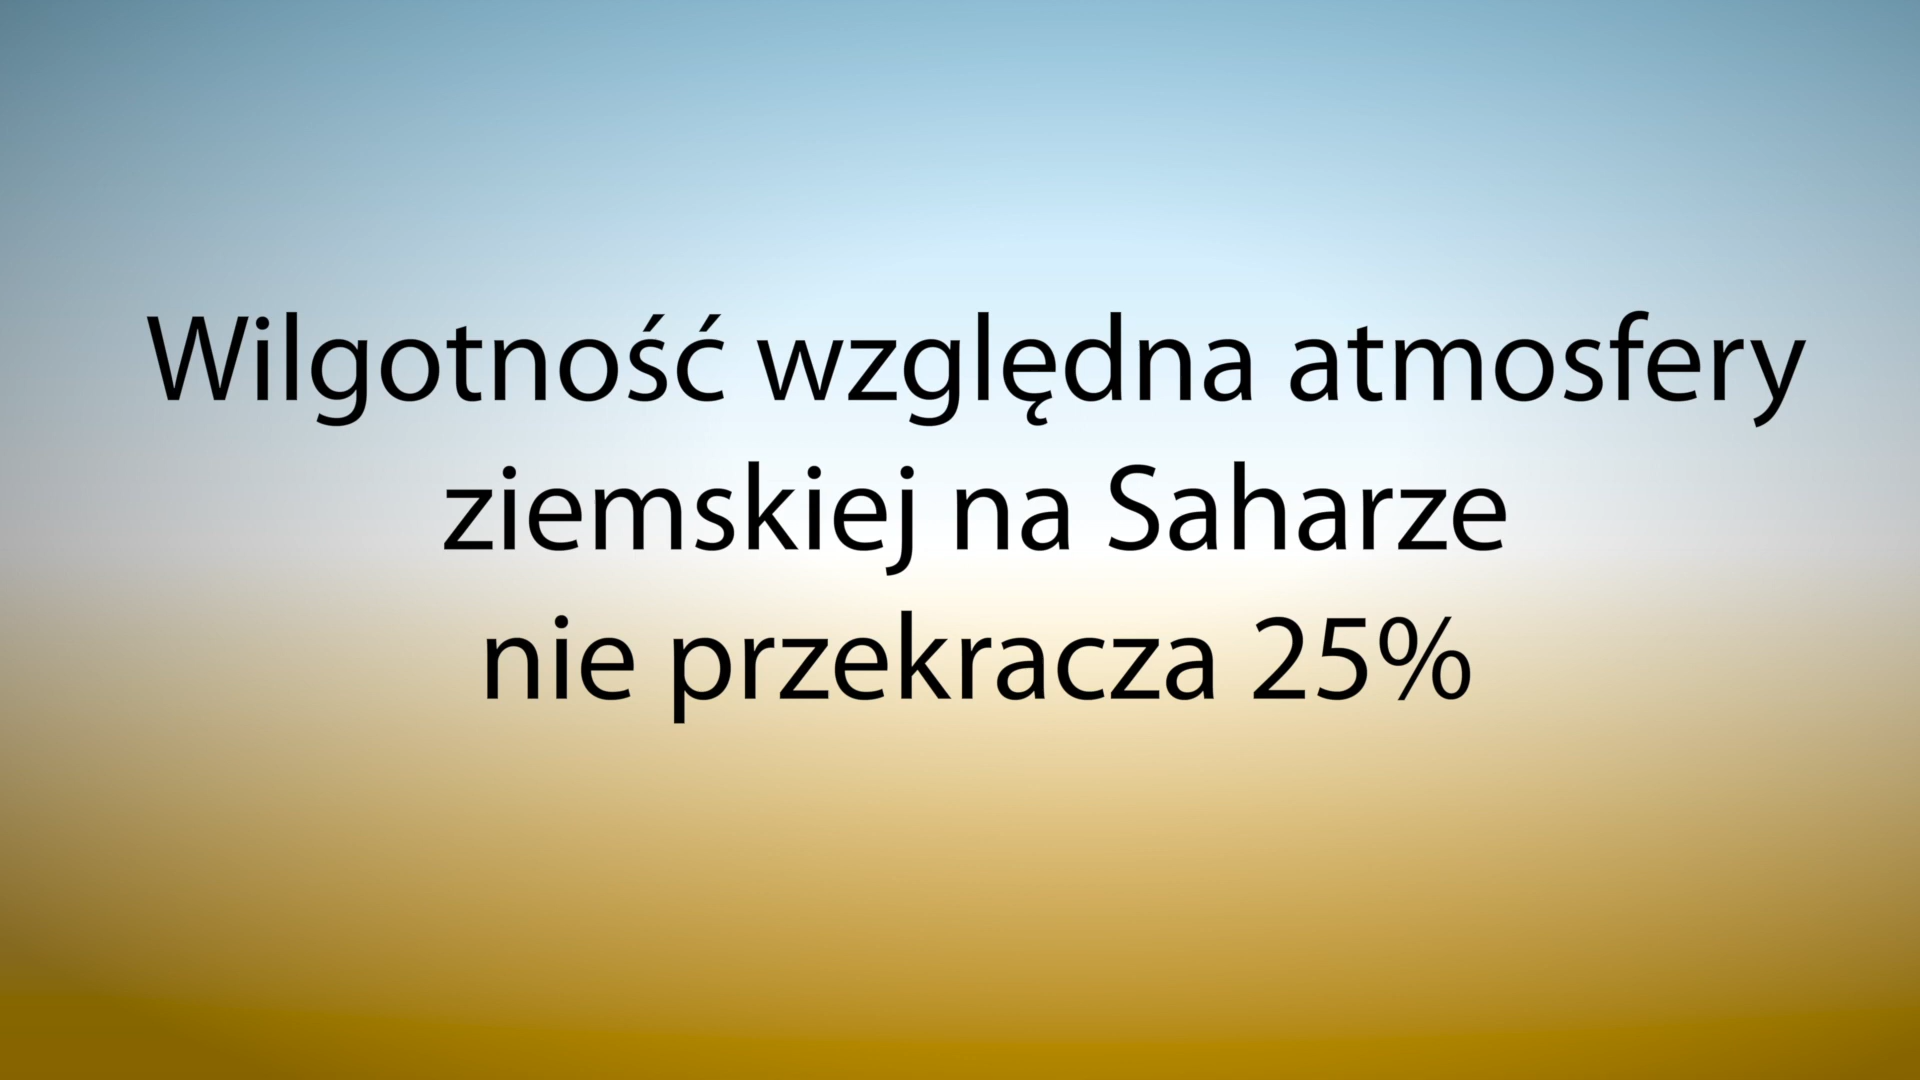 Wilgotność względna atmosfery
ziemskiej na Saharze
nie przekracza 25%